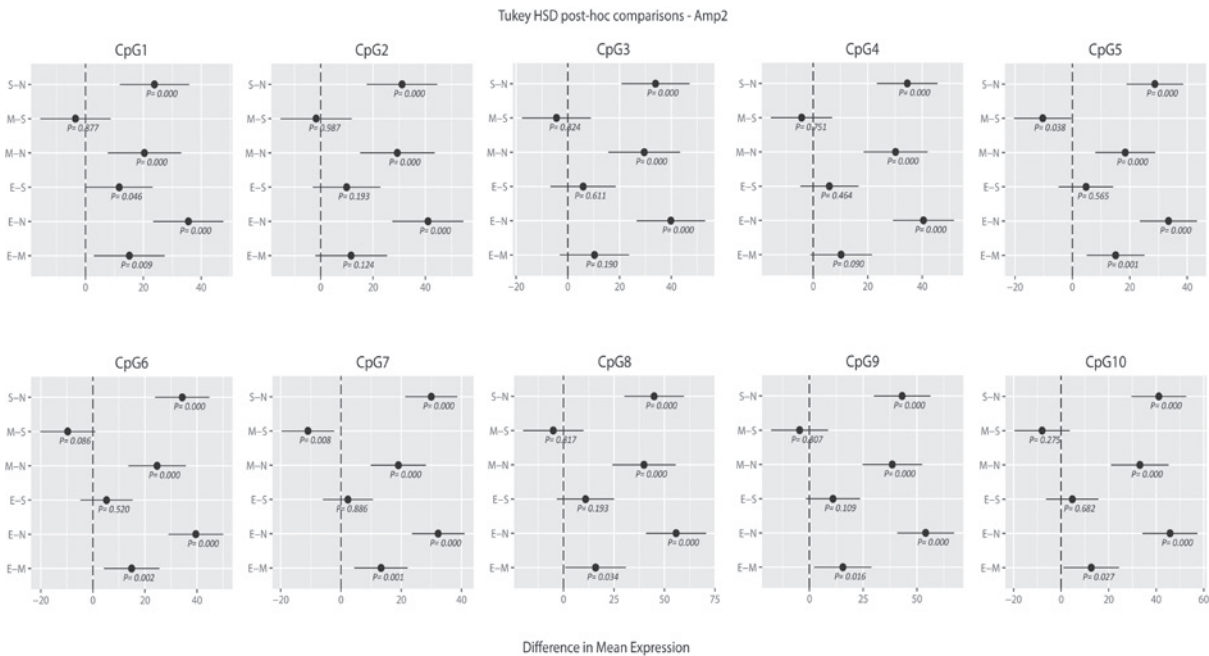 Tukey HSD post-hoc comparisons - Amp2
CpG1
S–N
P= 0.000
M–S
P= 0.877
M–N
P= 0.000
E–S
P= 0.046
E–N
P= 0.000
E–M
P= 0.009
0 20 40
CpG2
P= 0.000
P= 0.987
P= 0.000
P= 0.193
P= 0.000
P= 0.124
0 20 40
CpG3
S–N
P= 0.000
M–S
P= 0.824
M–N
P= 0.000
E–S
P= 0.611
E–N
P= 0.000
E–M
P= 0.190
−20 0 20 40
CpG4
S–N
P= 0.000
M–S
P= 0.751
M–N
P= 0.000
E–S
P= 0.464
E–N
P= 0.000
E–M
P= 0.090
0 20 40
CpG5
S–N
P= 0.000
M–S
P= 0.038
M–N
P= 0.000
E–S
P= 0.565
E–N
P= 0.000
E–M
P= 0.001
−20 0 20 40
CpG6
S–N
P= 0.000
M–S
P= 0.086
M–N
P= 0.000
E–S
P= 0.520
E–N
P= 0.000
E–M
P= 0.002
−20 0 20 40
CpG7
S–N
P= 0.000
M–S
P= 0.008
M–N
P= 0.000
E–S
P= 0.886
E–N
P= 0.000
E–M
P= 0.001
−20 0 20 40
CpG8
S–N
P= 0.000
M–S
P= 0.817
M–N
P= 0.000
E–S
P= 0.193
E–N
P= 0.000
E–M
P= 0.034
0 25 50 75
CpG9
S–N
P= 0.000
M–S
P= 0.807
M–N
P= 0.000
E–S
P= 0.109
E–N
P= 0.000
E–M
P= 0.016
0 25 50
CpG10
S–N
P= 0.000
M–S
P= 0.275
M–N
P= 0.000
E–S
P= 0.682
E–N
P= 0.000
E–M
P= 0.027
−20 0 20 40 60
Difference in Mean Expression